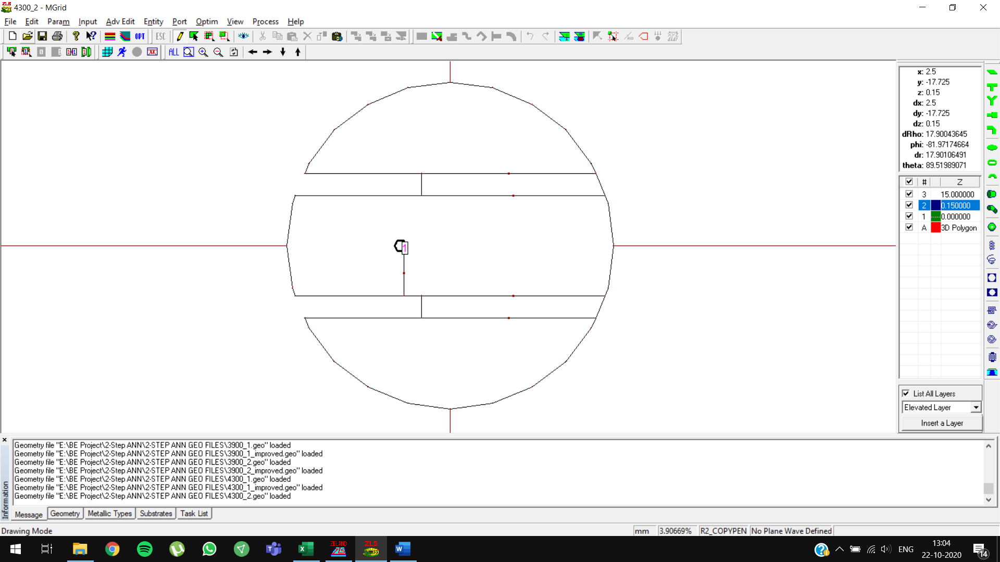 4300_2 - MGrid
File Edit Param Input Adv Edit Entity Port Optim View Process Help
OPT ESC
ALL
1
x: 2.5
y: -17.725
z: 0.15
dx: 2.5
dy: -17.725
dz: 0.15
dRho: 17.90043645
phi: -81.97174664
dr: 17.90106491
theta: 89.51989071
# Z
3 15.000000
2 0.150000
1 0.000000
A 3D Polygon
List All Layers
Elevated Layer
Insert a Layer
Information
Geometry file "E:\BE Project\2-Step ANN\2-STEP ANN GEO FILES\3900_1.geo" loaded
Geometry file "E:\BE Project\2-Step ANN\2-STEP ANN GEO FILES\3900_1_improved.geo" loaded
Geometry file "E:\BE Project\2-Step ANN\2-STEP ANN GEO FILES\3900_2.geo" loaded
Geometry file "E:\BE Project\2-Step ANN\2-STEP ANN GEO FILES\3900_2_improved.geo" loaded
Geometry file "E:\BE Project\2-Step ANN\2-STEP ANN GEO FILES\4300_1.geo" loaded
Geometry file "E:\BE Project\2-Step ANN\2-STEP ANN GEO FILES\4300_1_improved.geo" loaded
Geometry file "E:\BE Project\2-Step ANN\2-STEP ANN GEO FILES\4300_2.geo" loaded
Message Geometry Metallic Types Substrates Task List
Drawing Mode mm 3.90669% R2_COPYPEN No Plane Wave Defined
ZELAND ZLS
ENG
13:04
22-10-2020
14